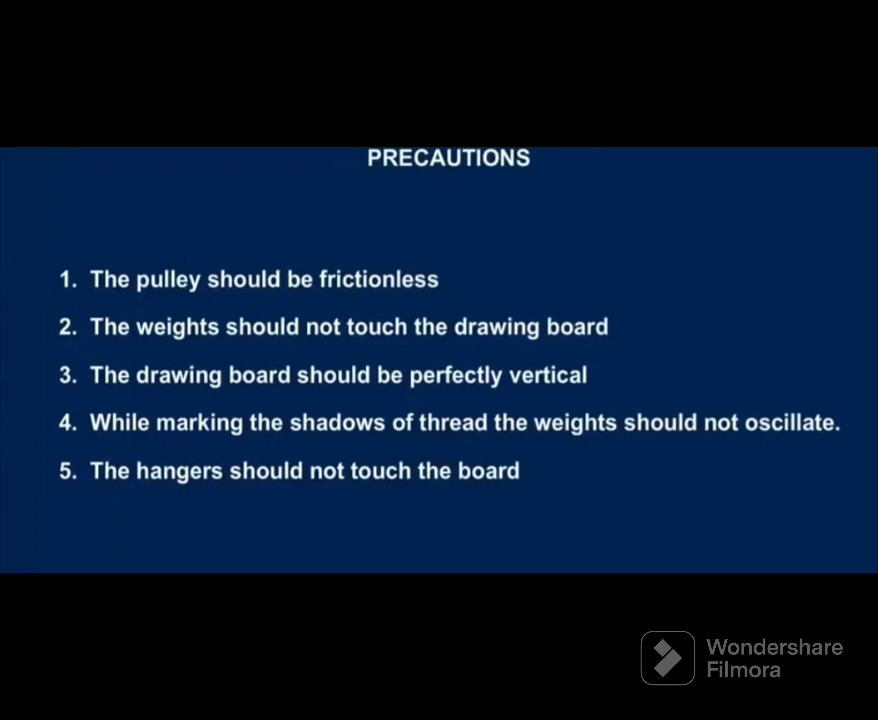 PRECAUTIONS
1. The pulley should be frictionless
2. The weights should not touch the drawing board
3. The drawing board should be perfectly vertical
4. While marking the shadows of thread the weights should not oscillate.
5. The hangers should not touch the board
Wondershare
Filmora